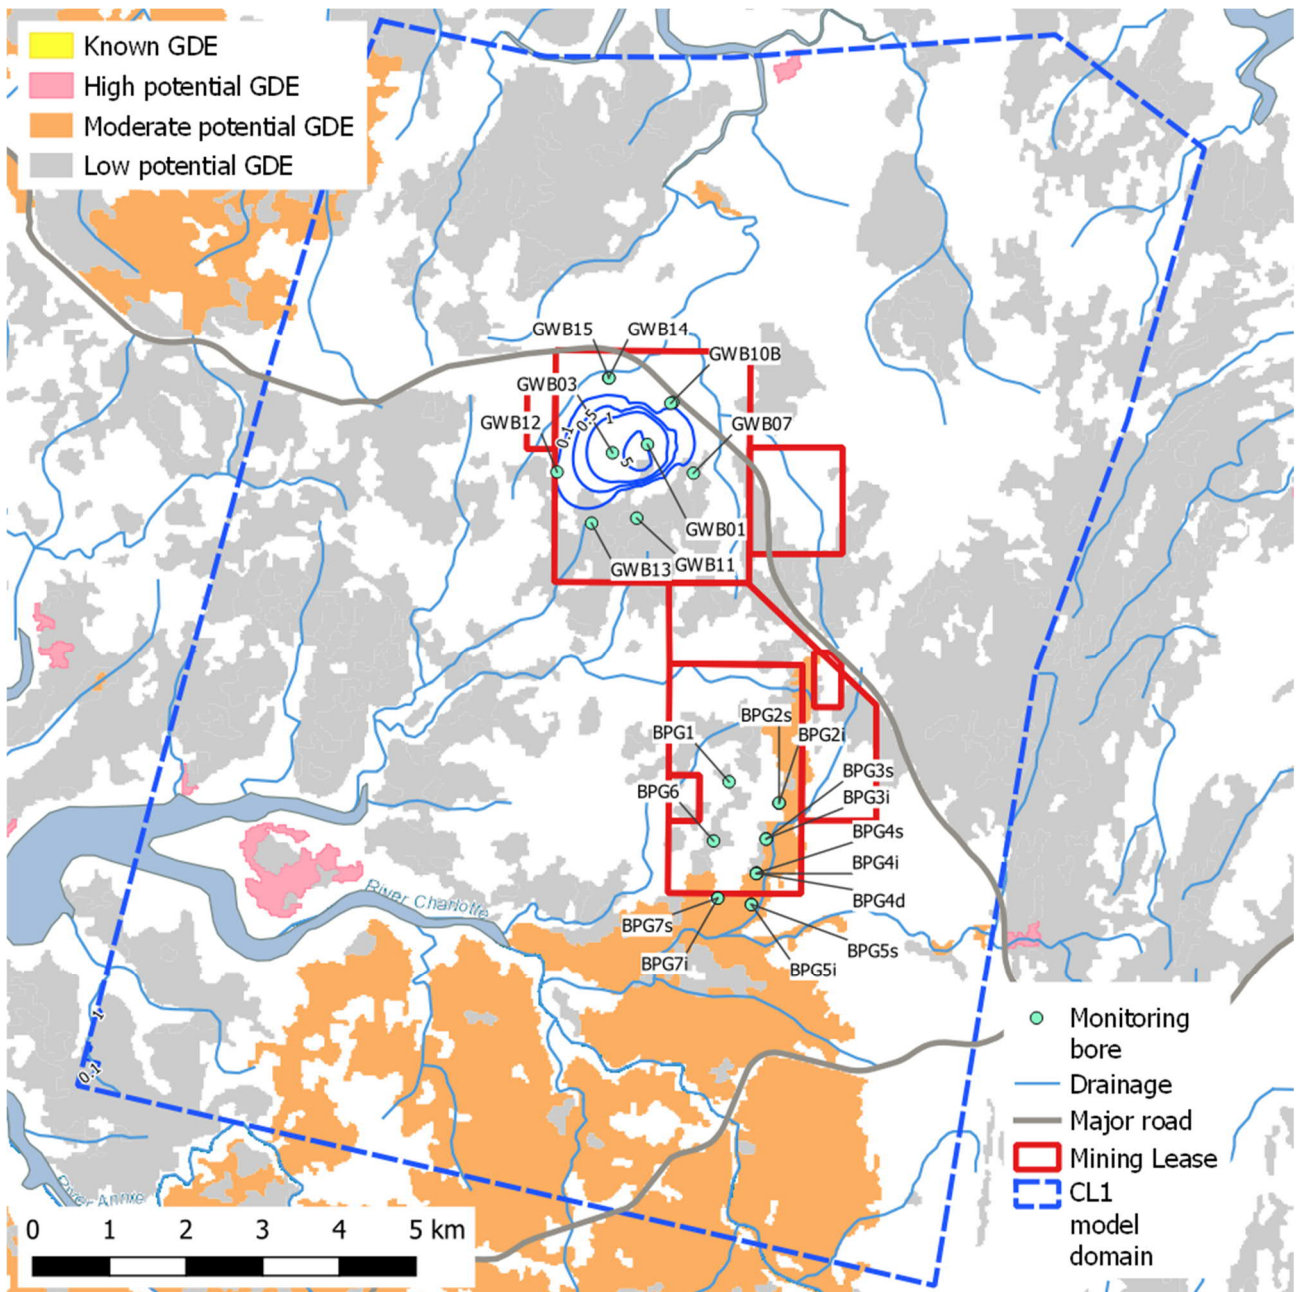 Known GDE
High potential GDE
Moderate potential GDE
Low potential GDE
GWB15
GWB14
GWB10B
GWB03
GWB12
GWB07
0.1
0.5
1
5
GWB01
GWB13
GWB11
BPG2s
BPG1
BPG2i
BPG3s
BPG6
BPG3i
BPG4s
BPG4i
BPG4d
River Charlotte
BPG7s
BPG5s
BPG7i
BPG5i
1
0.1
River Annie
Monitoring
bore
Drainage
Major road
Mining Lease
CL1
model
domain
0 1 2 3 4 5 km